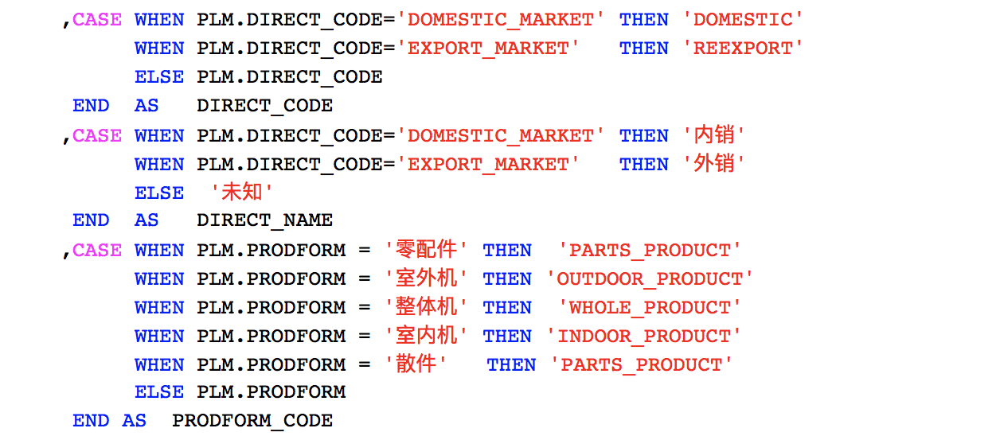 ,CASE WHEN PLM.DIRECT_CODE='DOMESTIC_MARKET' THEN 'DOMESTIC'
WHEN PLM.DIRECT_CODE='EXPORT_MARKET' THEN 'REEXPORT'
ELSE PLM.DIRECT_CODE
END AS DIRECT_CODE
,CASE WHEN PLM.DIRECT_CODE='DOMESTIC_MARKET' THEN '内销'
WHEN PLM.DIRECT_CODE='EXPORT_MARKET' THEN '外销'
ELSE '未知'
END AS DIRECT_NAME
,CASE WHEN PLM.PRODFORM = '零配件' THEN 'PARTS_PRODUCT'
WHEN PLM.PRODFORM = '室外机' THEN 'OUTDOOR_PRODUCT'
WHEN PLM.PRODFORM = '整体机' THEN 'WHOLE_PRODUCT'
WHEN PLM.PRODFORM = '室内机' THEN 'INDOOR_PRODUCT'
WHEN PLM.PRODFORM = '散件' THEN 'PARTS_PRODUCT'
ELSE PLM.PRODFORM
END AS PRODFORM_CODE